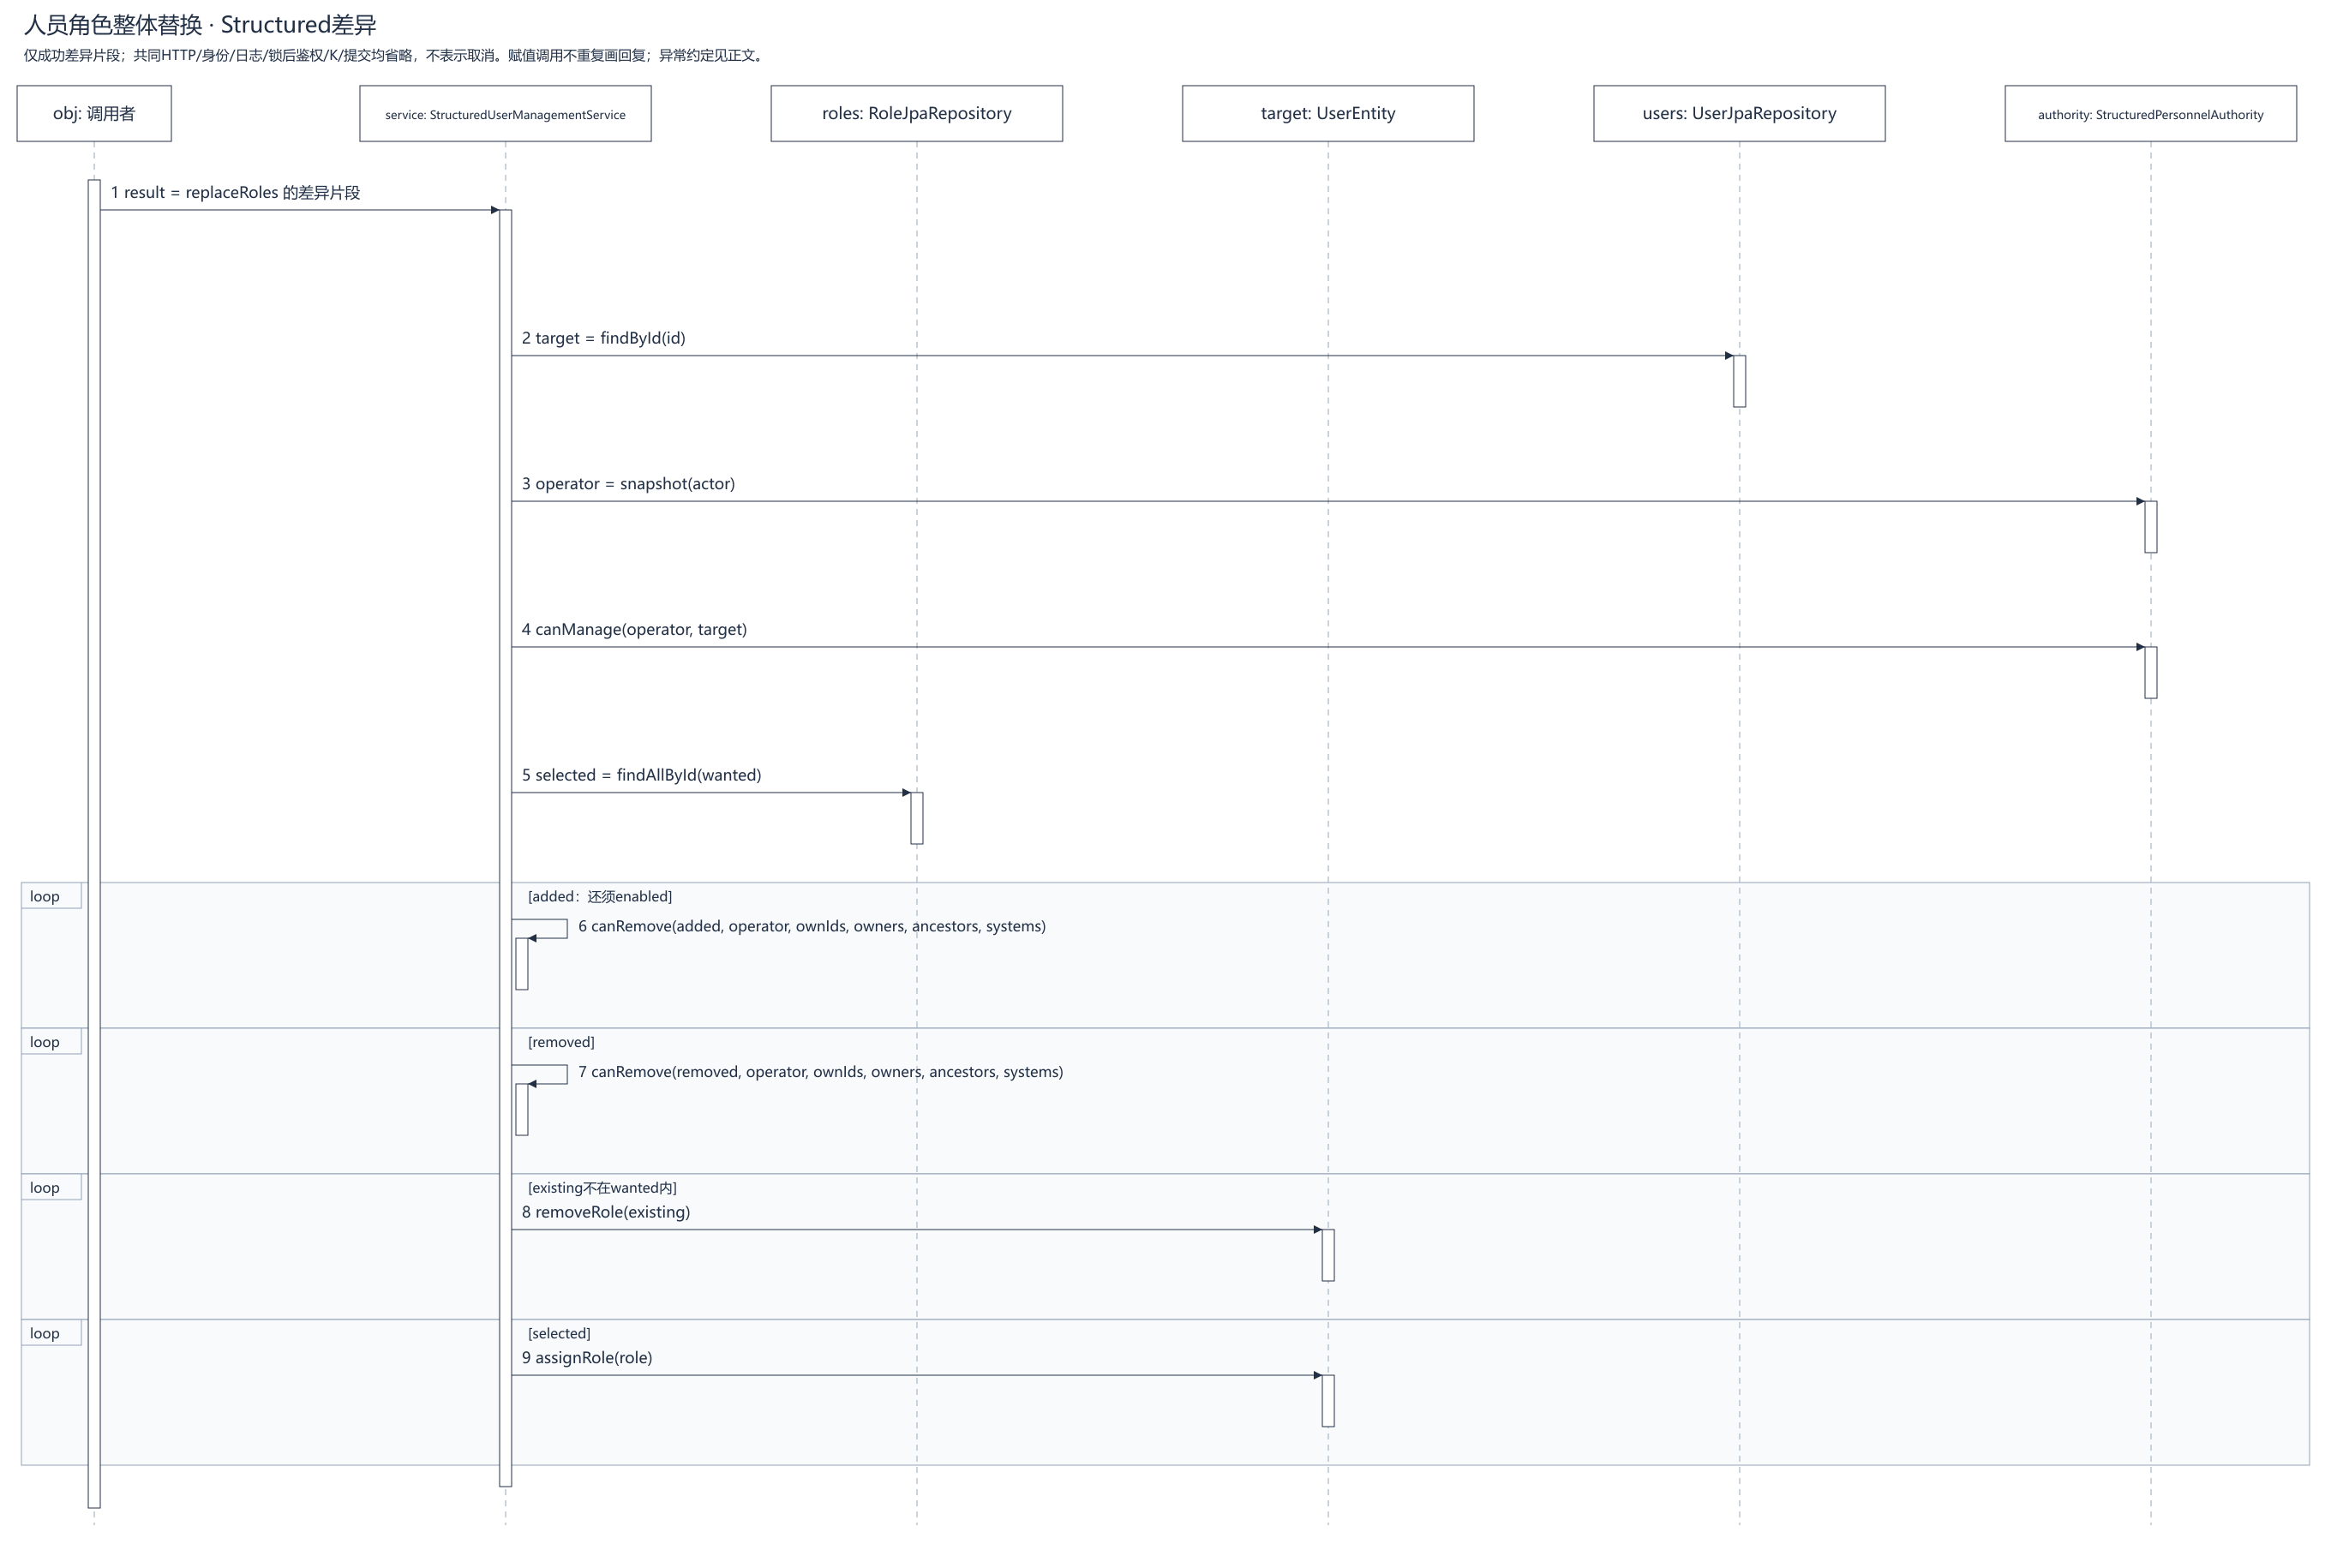 人员角色整体替换 · Structured差异
仅成功差异片段；共同HTTP/身份/日志/锁后鉴权/K/提交均省略，不表示取消。赋值调用不重复画回复；异常约定见正文。
obj: 调用者
service: StructuredUserManagementService
roles: RoleJpaRepository
target: UserEntity
users: UserJpaRepository
authority: StructuredPersonnelAuthority
1 result = replaceRoles 的差异片段
2 target = findById(id)
3 operator = snapshot(actor)
4 canManage(operator, target)
5 selected = findAllById(wanted)
loop
[added：还须enabled]
6 canRemove(added, operator, ownIds, owners, ancestors, systems)
loop
[removed]
7 canRemove(removed, operator, ownIds, owners, ancestors, systems)
loop
[existing不在wanted内]
8 removeRole(existing)
loop
[selected]
9 assignRole(role)